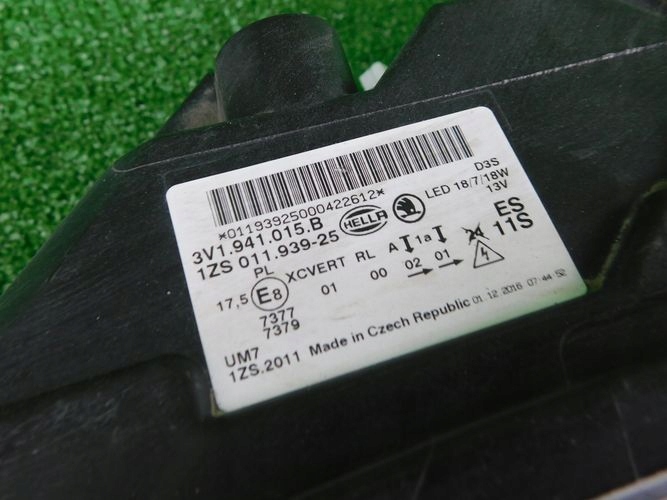 *01193925000422612*
3V1.941.015.B
1ZS 011.939-25
HELLA
D3S
LED 18/7/18W
13V
PL XCVERT RL A 1a
ES
11S
17,5 E8 01 00 02 01
7377
7379
UM7
1ZS.2011 Made in Czech Republic 01.12.2016 07:44:52